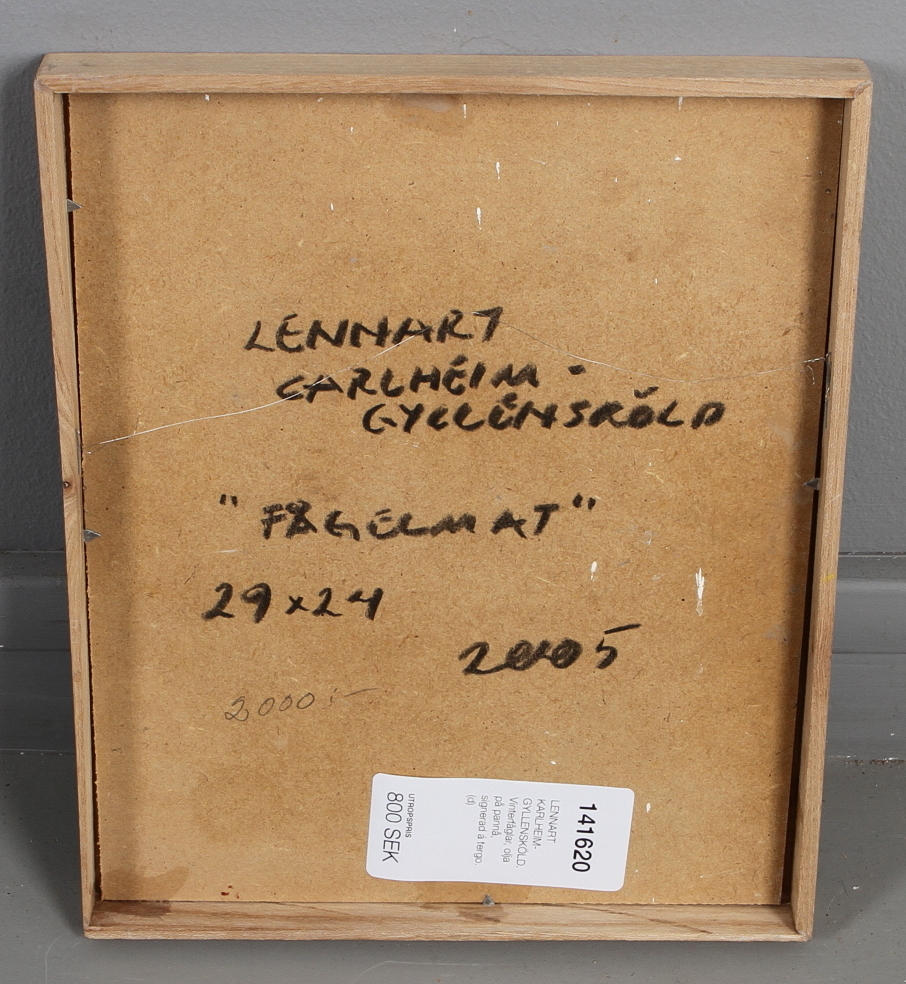 LENNART
CARLHEIM-
GYLLENSKÖLD
"FÅGELMAT"
29x24
2005
2000:-
141620
LENNART
KARLHEIM-
GYLLENSKÖLD.
Vinterfåglar, olja
på pannå,
signerad à tergo.
(d)
UTROPSPRIS
800 SEK